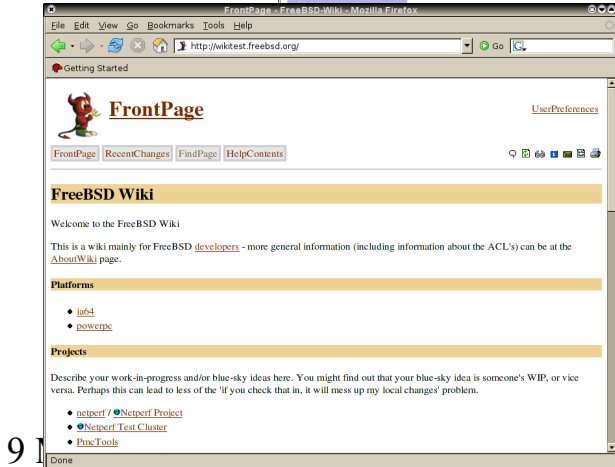 FrontPage - FreeBSD-Wiki - Mozilla Firefox
File Edit View Go Bookmarks Tools Help
http://wikitest.freebsd.org/ Go G
Getting Started
FrontPage
UserPreferences
FrontPage RecentChanges FindPage HelpContents
FreeBSD Wiki
Welcome to the FreeBSD Wiki
This is a wiki mainly for FreeBSD developers - more general information (including information about the ACL's) can be at the
AboutWiki page.
Platforms
ia64
powerpc
Projects
Describe your work-in-progress and/or blue-sky ideas here. You might find out that your blue-sky idea is someone's WIP, or vice
versa. Perhaps this can lead to less of the 'if you check that in, it will mess up my local changes' problem.
netperf / Netperf Project
Netperf Test Cluster
PmcTools
9
Done